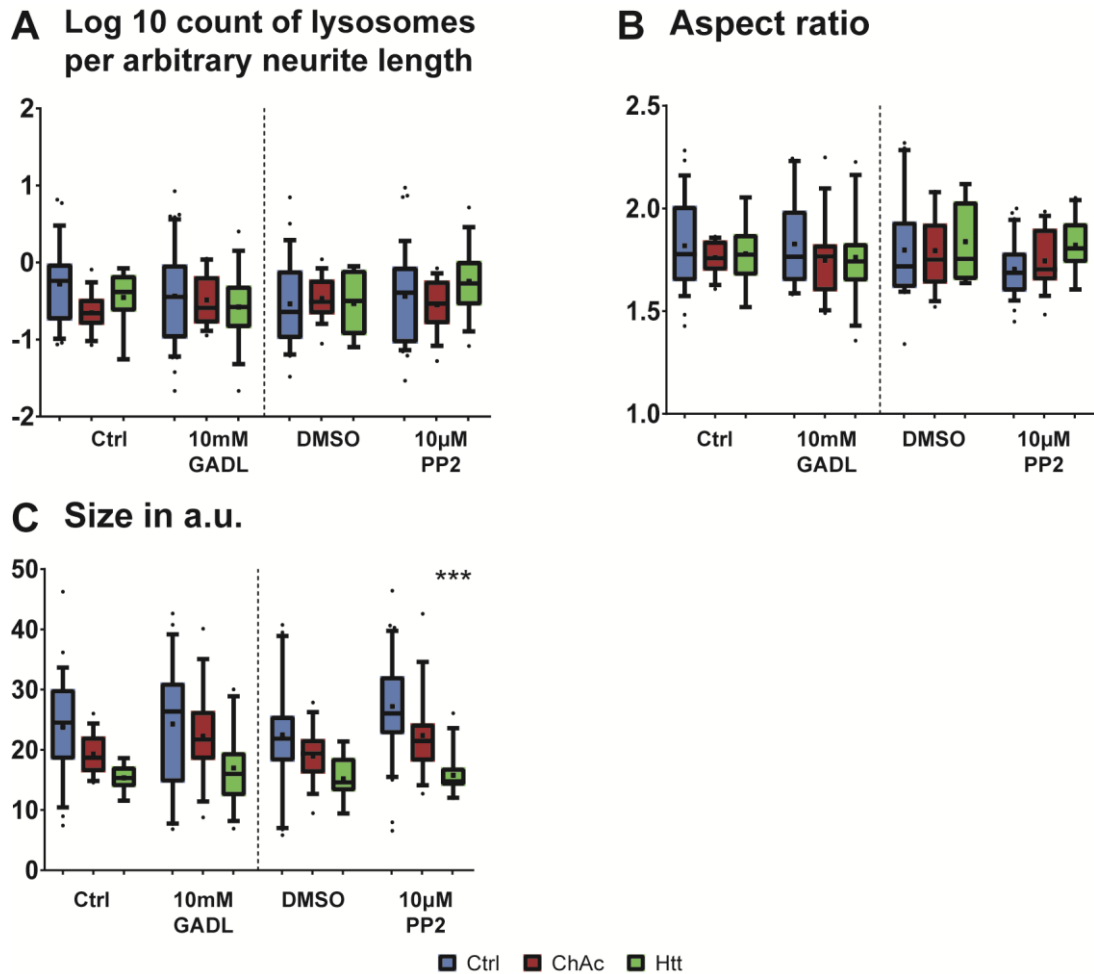 A Log 10 count of lysosomes
per arbitrary neurite length
2
1
0
-1
-2
Ctrl 10mM DMSO 10µM
GADL PP2
B Aspect ratio
2.5
2.0
1.5
1.0
Ctrl 10mM DMSO 10µM
GADL PP2
C Size in a.u.
50
40
30
20
10
0
***
Ctrl 10mM DMSO 10µM
GADL PP2
Ctrl ChAc Htt